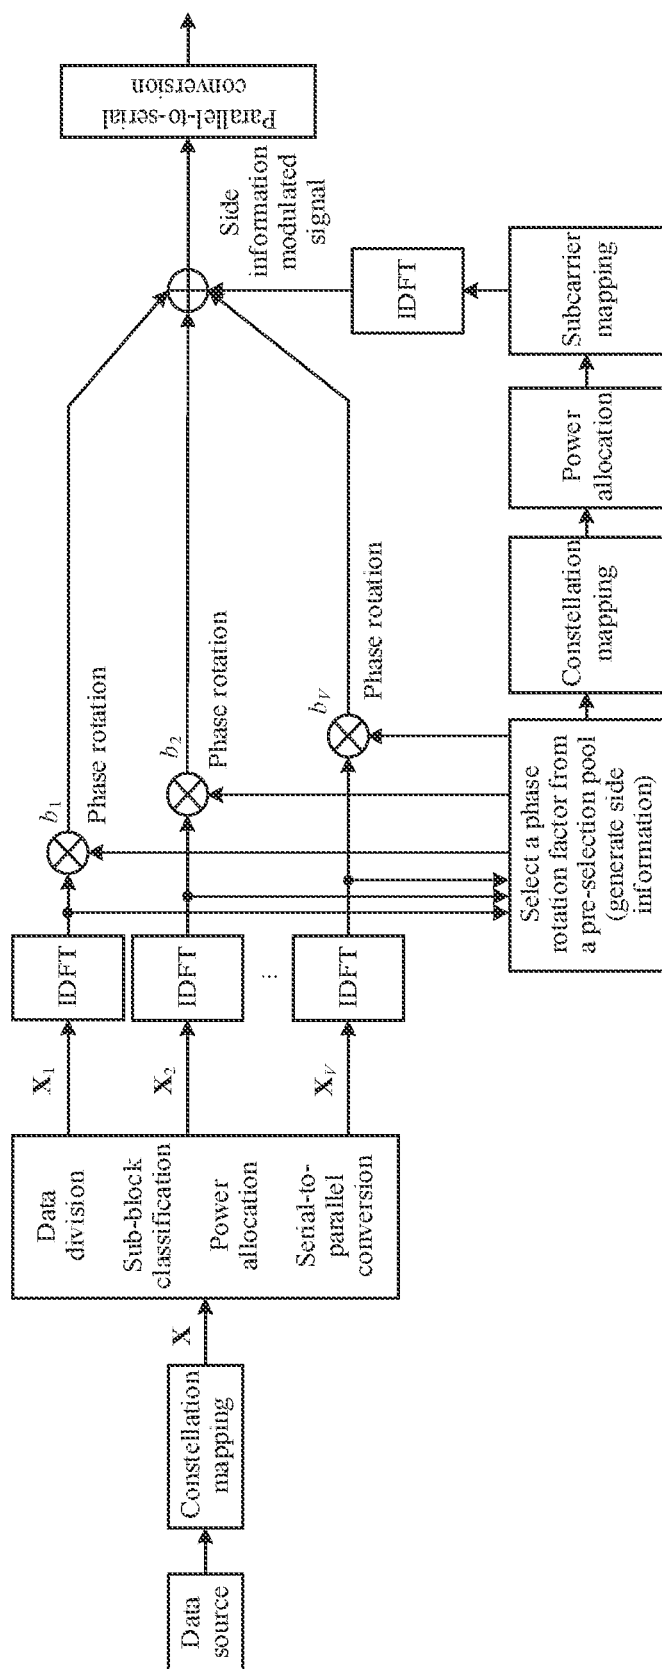 Data
source
Constellation
mapping
X
Data
division
Sub-block
classification
Power
allocation
Serial-to-
parallel
conversion
X1
X2
XV
IDFT
IDFT
...
IDFT
b1
Phase rotation
b2
Phase rotation
bV
Phase rotation
Select a phase
rotation factor from
a pre-selection pool
(generate side
information)
Constellation
mapping
Power
allocation
Subcarrier
mapping
IDFT
Side
information
modulated
signal
Parallel-to-serial
conversion